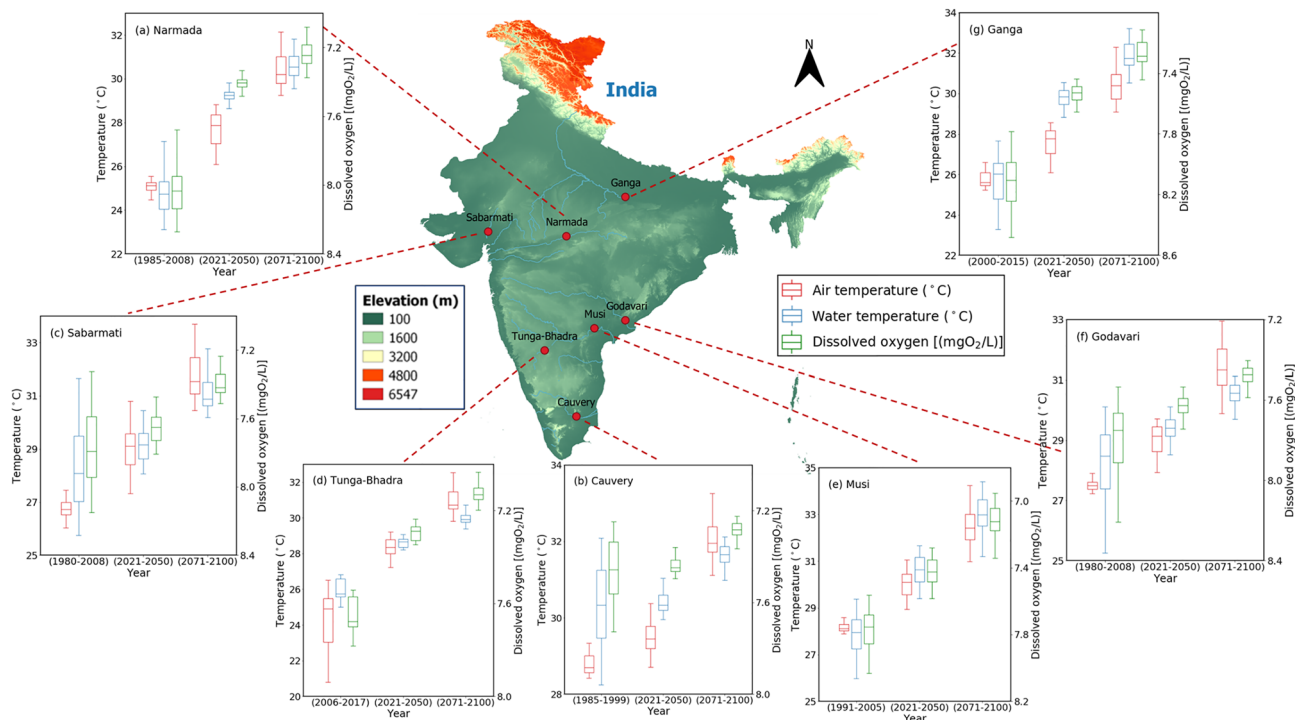 (a) Narmada
Temperature (°C)
32
30
28
26
24
22
Dissolved oxygen [(mgO₂/L)]
7.2
7.6
8.0
8.4
(1985-2008) (2021-2050) (2071-2100)
Year
India
N
Ganga
Sabarmati
Narmada
Godavari
Musi
Tunga-Bhadra
Cauvery
(g) Ganga
Temperature (°C)
34
32
30
28
26
24
22
Dissolved oxygen [(mgO₂/L)]
7.4
7.8
8.2
8.6
(2000-2015) (2021-2050) (2071-2100)
Year
Elevation (m)
100
1600
3200
4800
6547
Air temperature (°C)
Water temperature (°C)
Dissolved oxygen [(mgO₂/L)]
(c) Sabarmati
Temperature (°C)
33
31
29
27
25
Dissolved oxygen [(mgO₂/L)]
7.2
7.6
8.0
8.4
(1980-2008) (2021-2050) (2071-2100)
Year
(f) Godavari
Temperature (°C)
33
31
29
27
25
Dissolved oxygen [(mgO₂/L)]
7.2
7.6
8.0
8.4
(1980-2008) (2021-2050) (2071-2100)
Year
(d) Tunga-Bhadra
Temperature (°C)
32
30
28
26
24
22
20
Dissolved oxygen [(mgO₂/L)]
7.2
7.6
8.0
(2006-2017) (2021-2050) (2071-2100)
Year
(b) Cauvery
Temperature (°C)
34
32
30
28
Dissolved oxygen [(mgO₂/L)]
7.2
7.6
8.0
(1985-1999) (2021-2050) (2071-2100)
Year
(e) Musi
Temperature (°C)
35
33
31
29
27
25
Dissolved oxygen [(mgO₂/L)]
7.0
7.4
7.8
8.2
(1991-2005) (2021-2050) (2071-2100)
Year